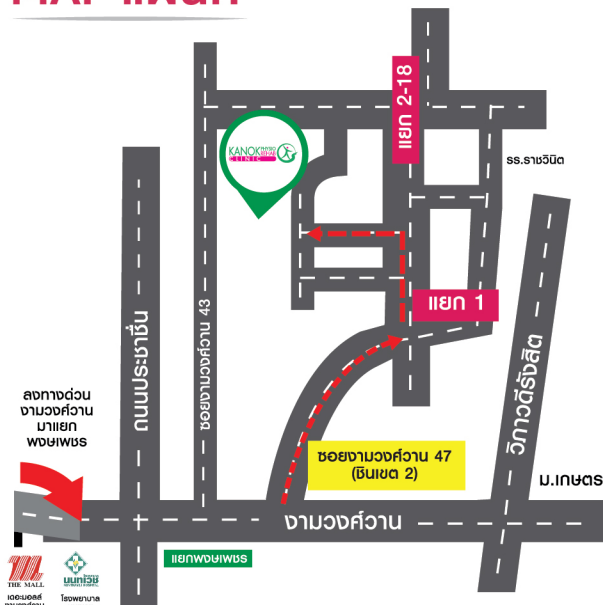 แยก 2-18
KANOK PHYSIO REHAB
CLINIC
รร.ราชวินิต
แยก 1
ถนนประชาชื่น
ซอยงามวงศ์วาน 43
วิภาวดีรังสิต
ลงทางด่วน
งามวงศ์วาน
มาแยก
พงษเพชร
ซอยงามวงศ์วาน 47
(ชินเขต 2)
ม.เกษตร
งามวงศ์วาน
แยกพงษเพชร
THE MALL
เดอะมอลล์
นนทเวช
โรงพยาบาล